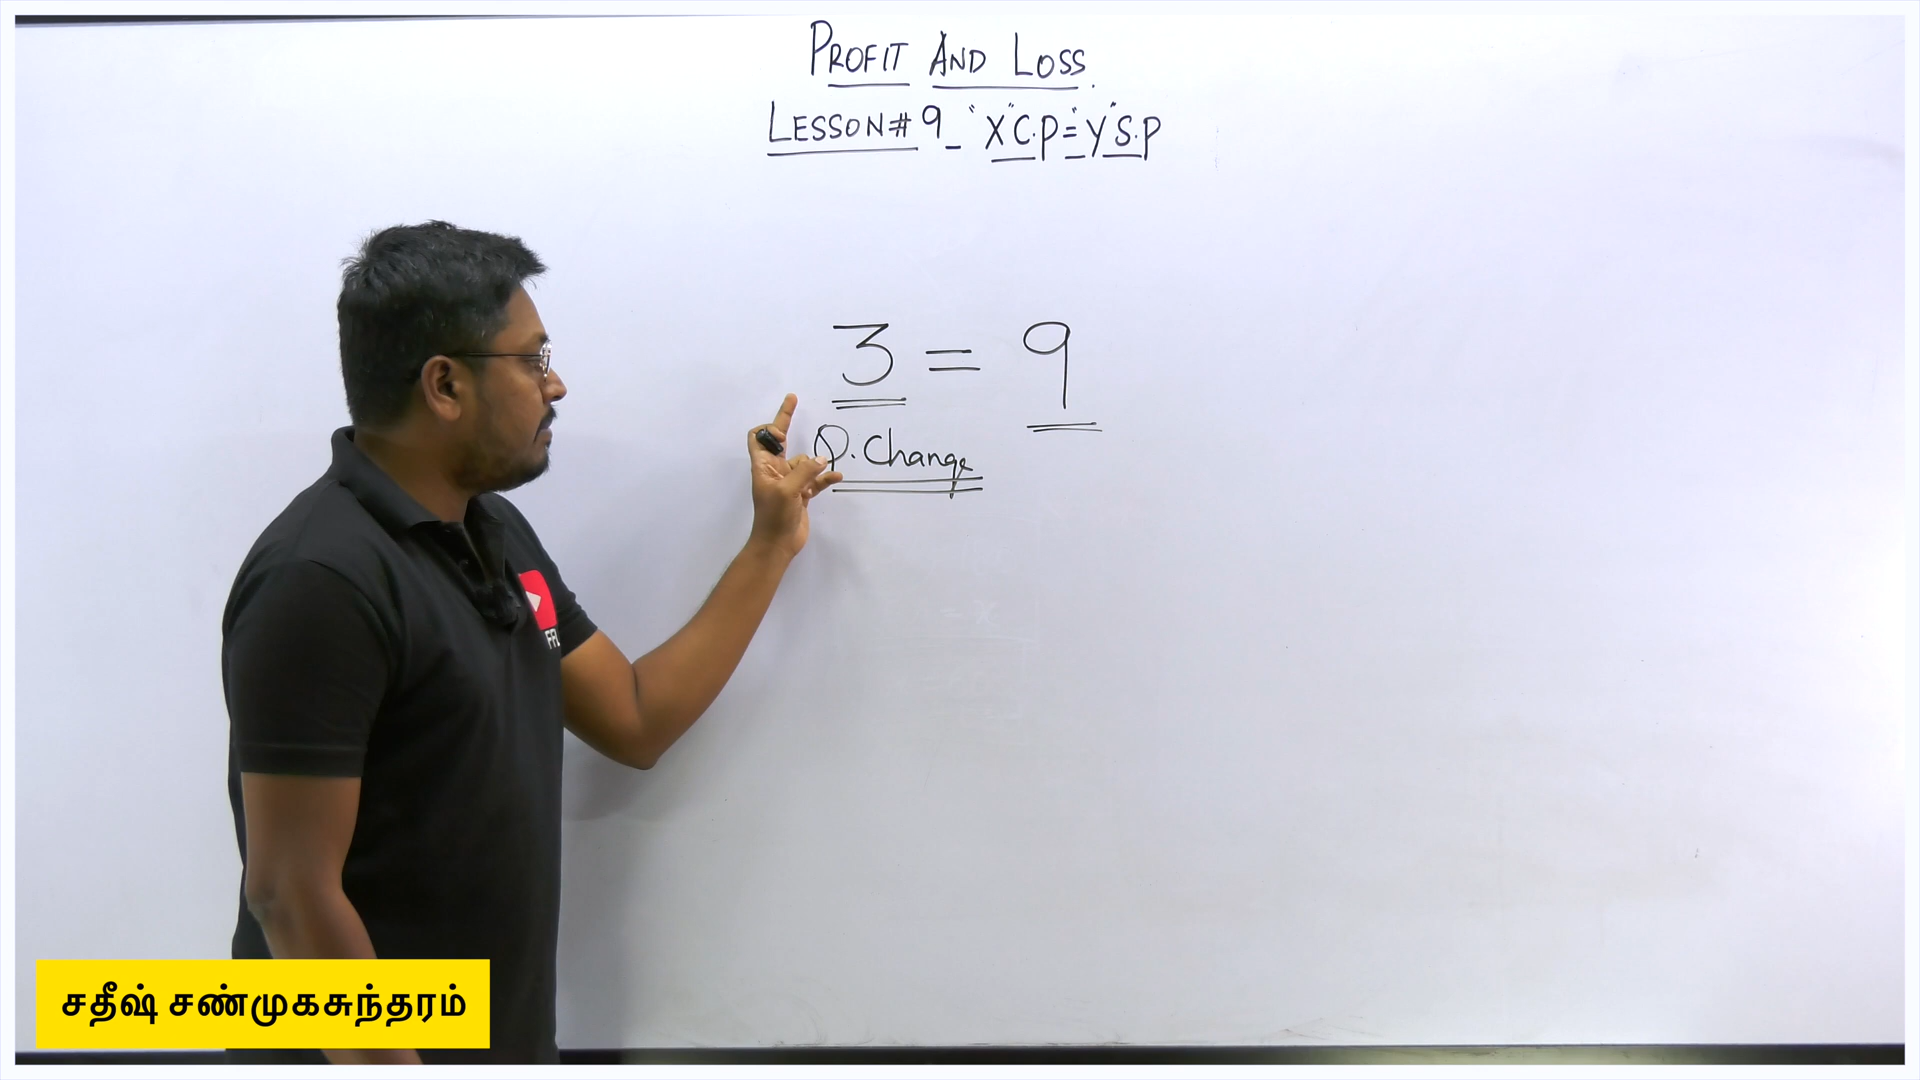 PROFIT AND LOSS.
LESSON# 9 - "X" C.P = "Y" S.P
3 = 9
Q. Change
சதீஷ் சண்முகசுந்தரம்